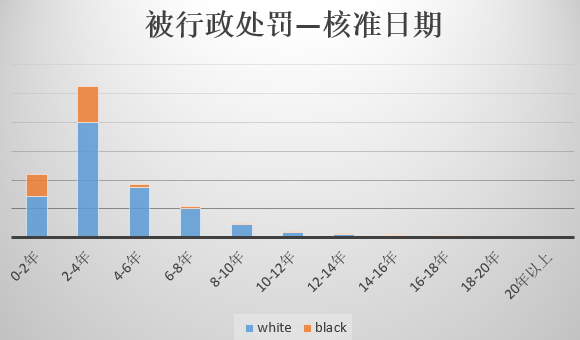 被行政处罚—核准日期
0-2年
2-4年
4-6年
6-8年
8-10年
10-12年
12-14年
14-16年
16-18年
18-20年
20年以上
white
black